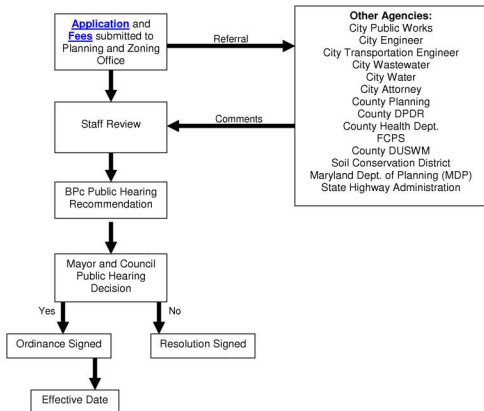 Application and
Fees submitted to
Planning and Zoning
Office
Referral
Other Agencies:
City Public Works
City Engineer
City Transportation Engineer
City Wastewater
City Water
City Attorney
County Planning
County DPDR
County Health Dept.
FCPS
County DUSWM
Soil Conservation District
Maryland Dept. of Planning (MDP)
State Highway Administration
Comments
Staff Review
BPc Public Hearing
Recommendation
Mayor and Council
Public Hearing
Decision
Yes
No
Ordinance Signed
Resolution Signed
Effective Date